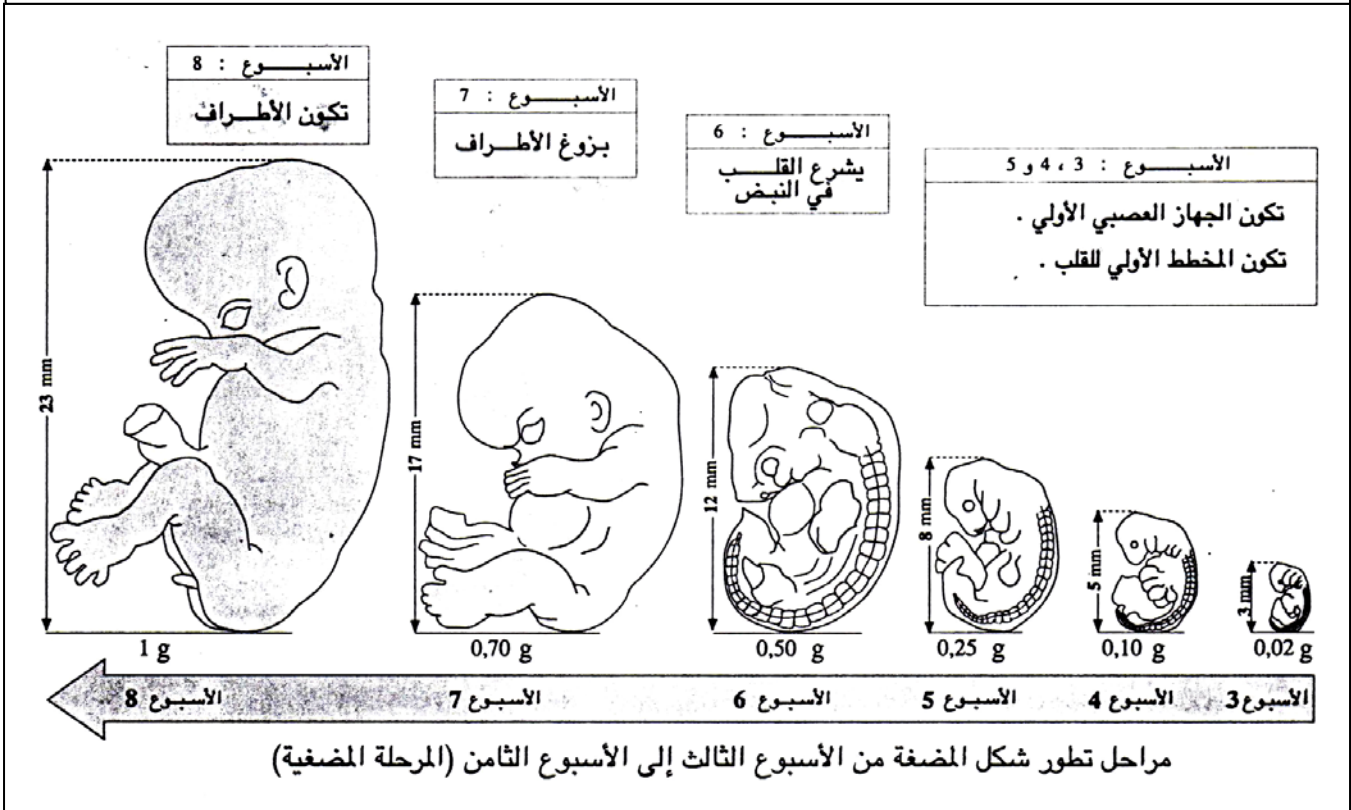 الأسبوع : 8
تكون الأطراف
الأسبوع : 7
بزوغ الأطراف
الأسبوع : 6
يشرع القلب
في النبض
الأسبوع : 3 ، 4 و 5
تكون الجهاز العصبي الأولي .
تكون المخطط الأولي للقلب .
23 mm
17 mm
12 mm
8 mm
5 mm
3 mm
1 g
0,70 g
0,50 g
0,25 g
0,10 g
0,02 g
الأسبوع 3
الأسبوع 4
الأسبوع 5
الأسبوع 6
الأسبوع 7
الأسبوع 8
مراحل تطور شكل المضغة من الأسبوع الثالث إلى الأسبوع الثامن (المرحلة المضغية)